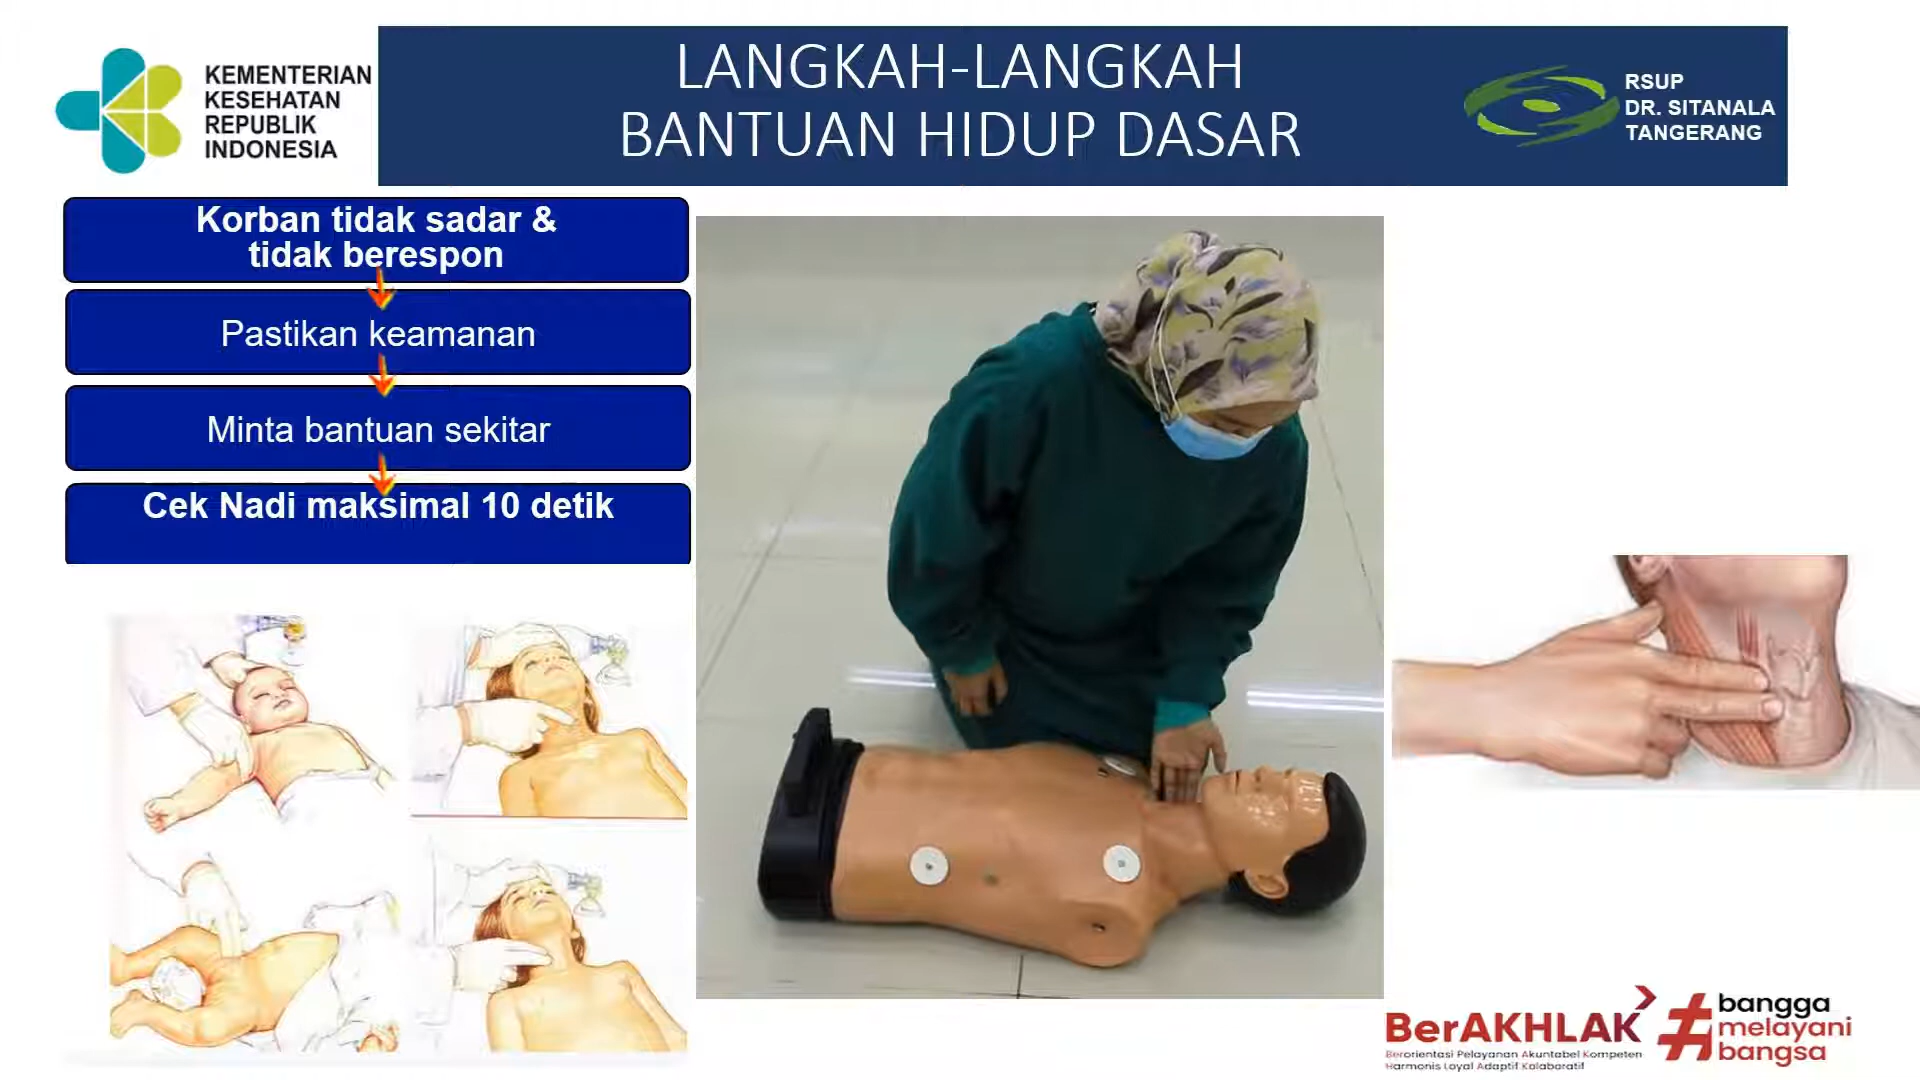 KEMENTERIAN
KESEHATAN
REPUBLIK
INDONESIA
LANGKAH-LANGKAH
BANTUAN HIDUP DASAR
RSUP
DR. SITANALA
TANGERANG
Korban tidak sadar &
tidak berespon
Pastikan keamanan
Minta bantuan sekitar
Cek Nadi maksimal 10 detik
BerAKHLAK
Berorientasi Pelayanan Akuntabel Kompeten
Harmonis Loyal Adaptif Kolaboratif
#bangga
melayani
bangsa